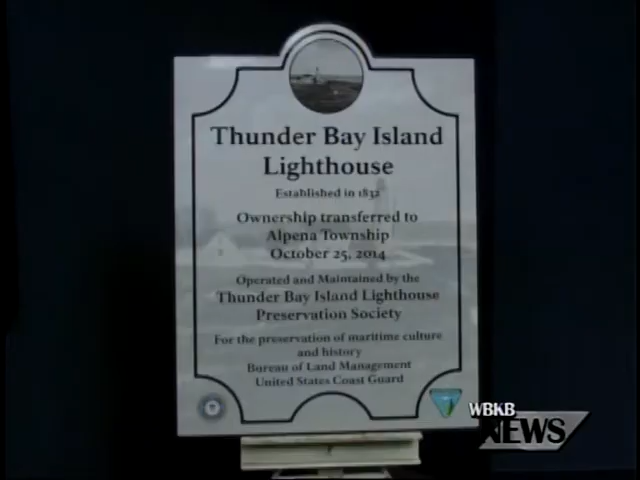 Thunder Bay Island
Lighthouse
Established in 1832
Ownership transferred to
Alpena Township
October 25, 2014
Operated and Maintained by the
Thunder Bay Island Lighthouse
Preservation Society
For the preservation of maritime culture
and history
Bureau of Land Management
United States Coast Guard
WBKB
NEWS